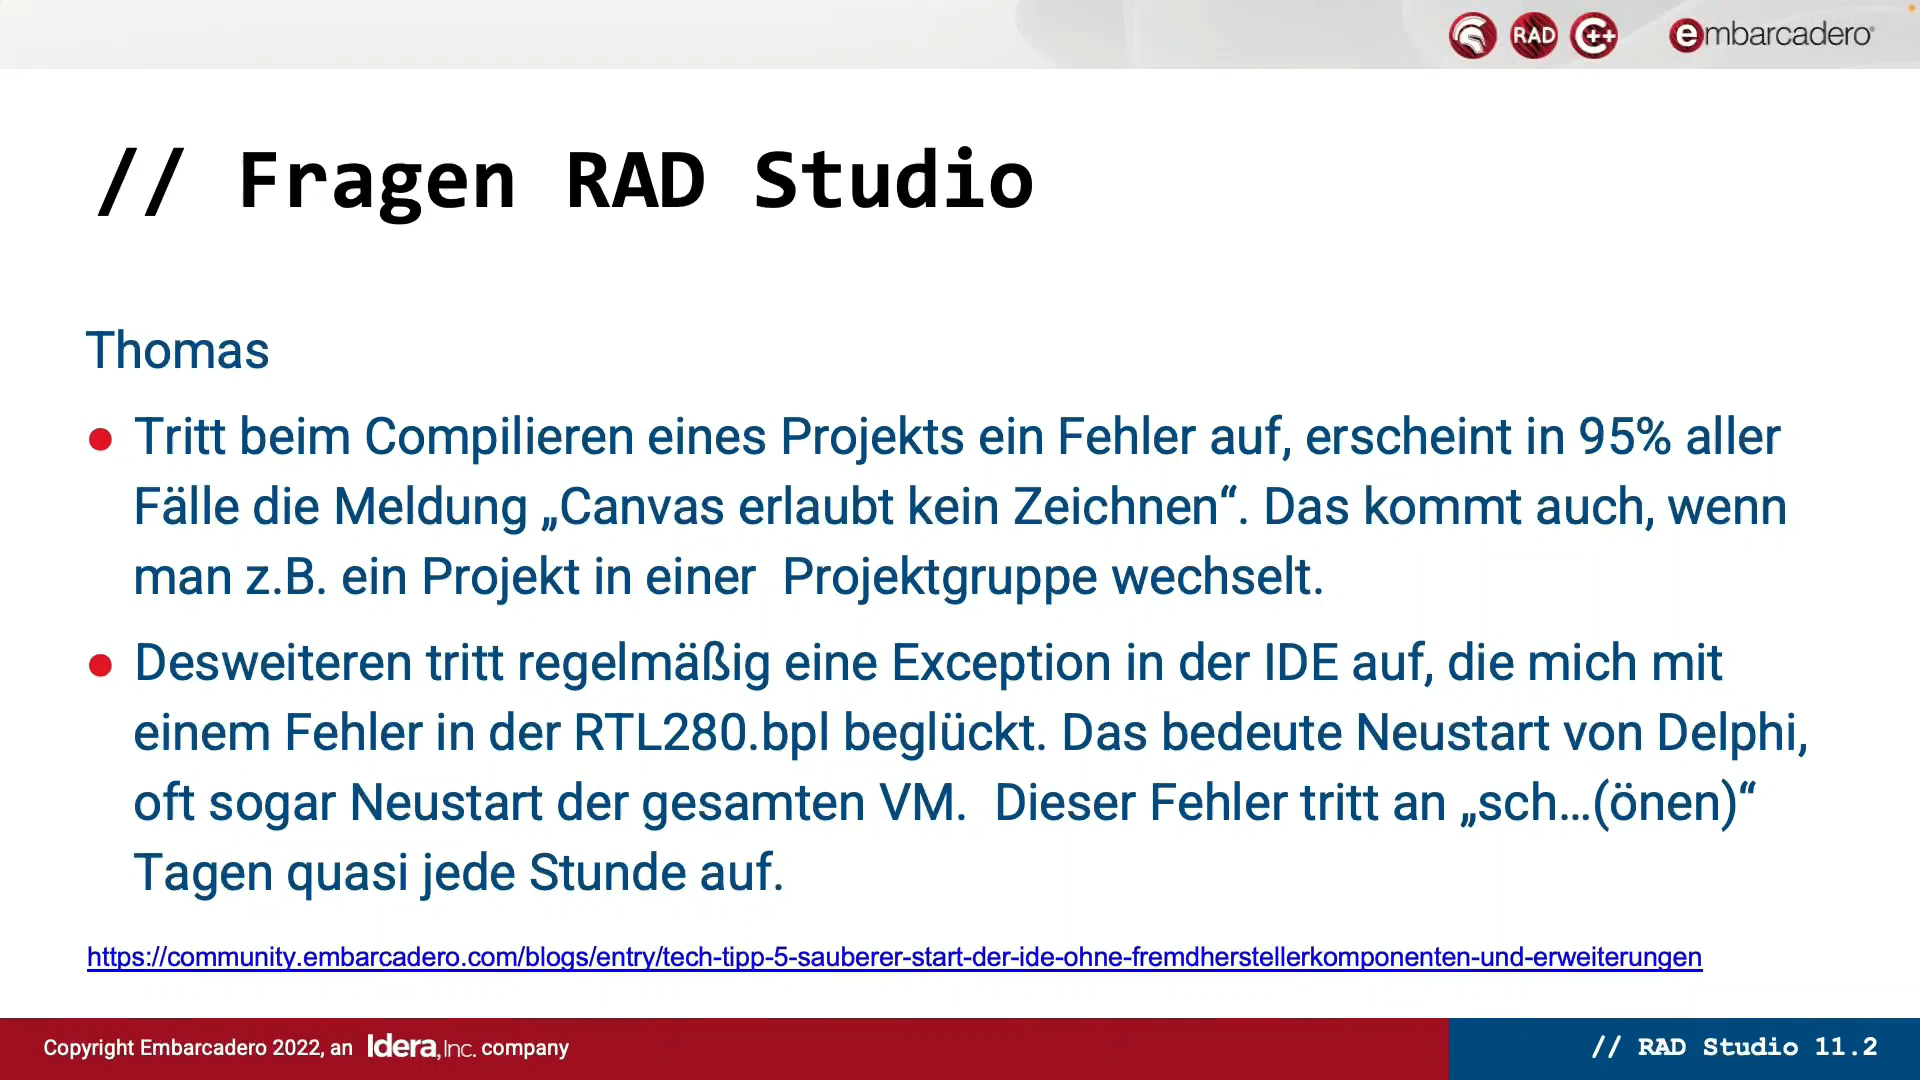 RAD
C++
embarcadero
// Fragen RAD Studio
Thomas
Tritt beim Compilieren eines Projekts ein Fehler auf, erscheint in 95% aller
Fälle die Meldung „Canvas erlaubt kein Zeichnen“. Das kommt auch, wenn
man z.B. ein Projekt in einer Projektgruppe wechselt.
Desweiteren tritt regelmäßig eine Exception in der IDE auf, die mich mit
einem Fehler in der RTL280.bpl beglückt. Das bedeute Neustart von Delphi,
oft sogar Neustart der gesamten VM. Dieser Fehler tritt an „sch…(önen)“
Tagen quasi jede Stunde auf.
https://community.embarcadero.com/blogs/entry/tech-tipp-5-sauberer-start-der-ide-ohne-fremdherstellerkomponenten-und-erweiterungen
Copyright Embarcadero 2022, an Idera, Inc. company
// RAD Studio 11.2